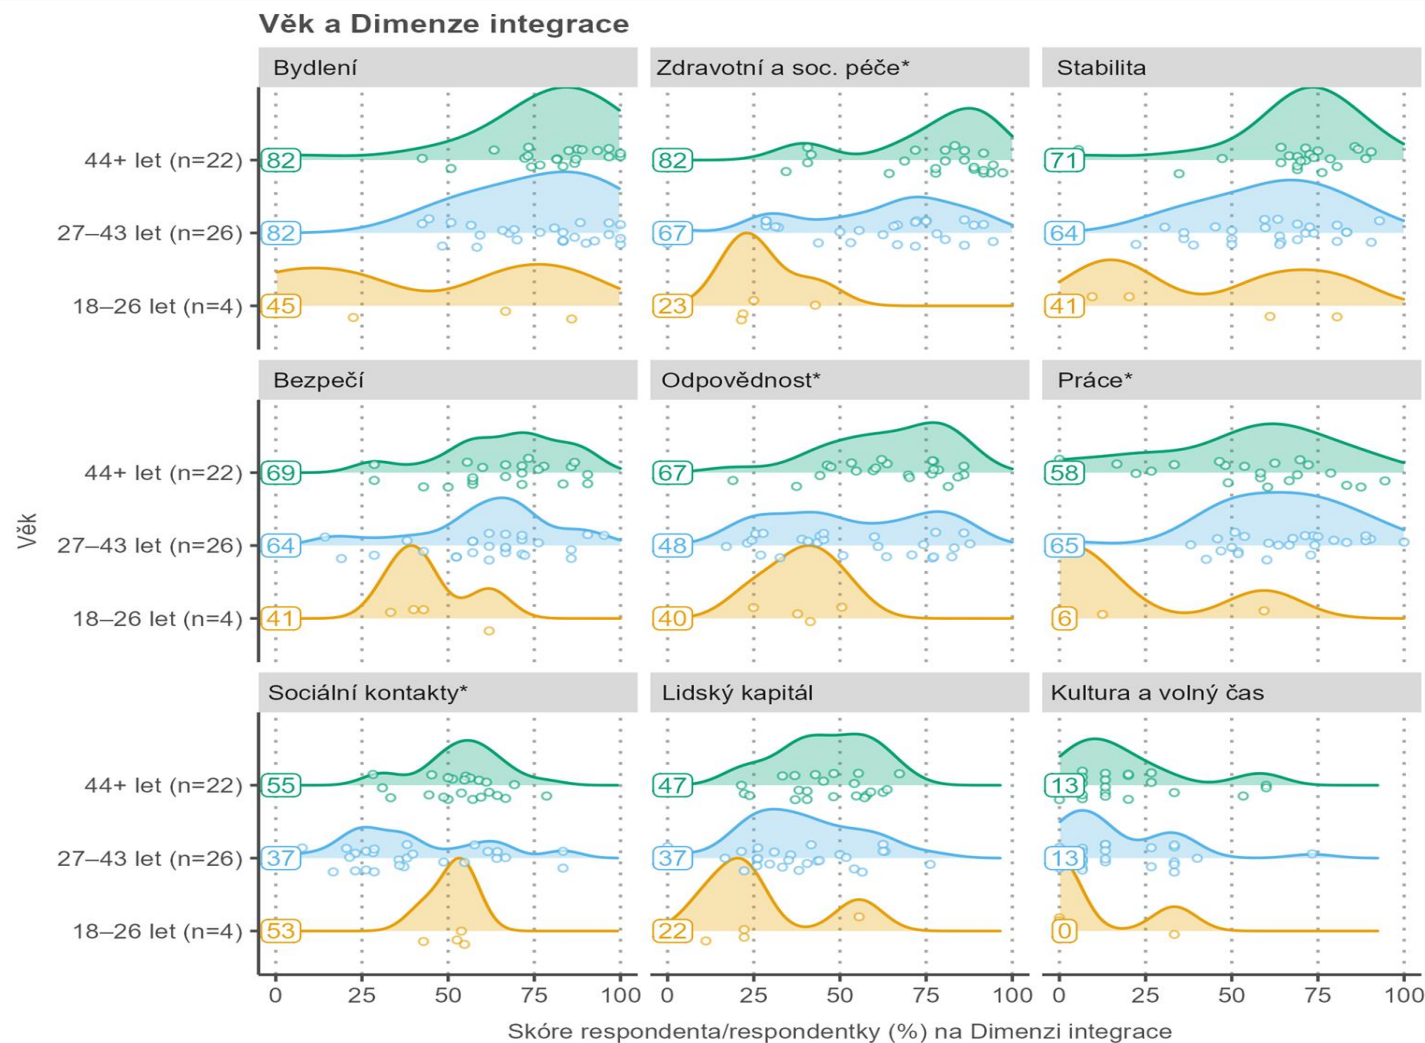 Věk a Dimenze integrace
Bydlení
Zdravotní a soc. péče*
Stabilita
44+ let (n=22)
82
82
71
27–43 let (n=26)
82
67
64
18–26 let (n=4)
45
23
41
Bezpečí
Odpovědnost*
Práce*
44+ let (n=22)
69
67
58
Věk
27–43 let (n=26)
64
48
65
18–26 let (n=4)
41
40
6
Sociální kontakty*
Lidský kapitál
Kultura a volný čas
44+ let (n=22)
55
47
13
27–43 let (n=26)
37
37
13
18–26 let (n=4)
53
22
0
0 25 50 75 100
0 25 50 75 100
0 25 50 75 100
Skóre respondenta/respondentky (%) na Dimenzi integrace